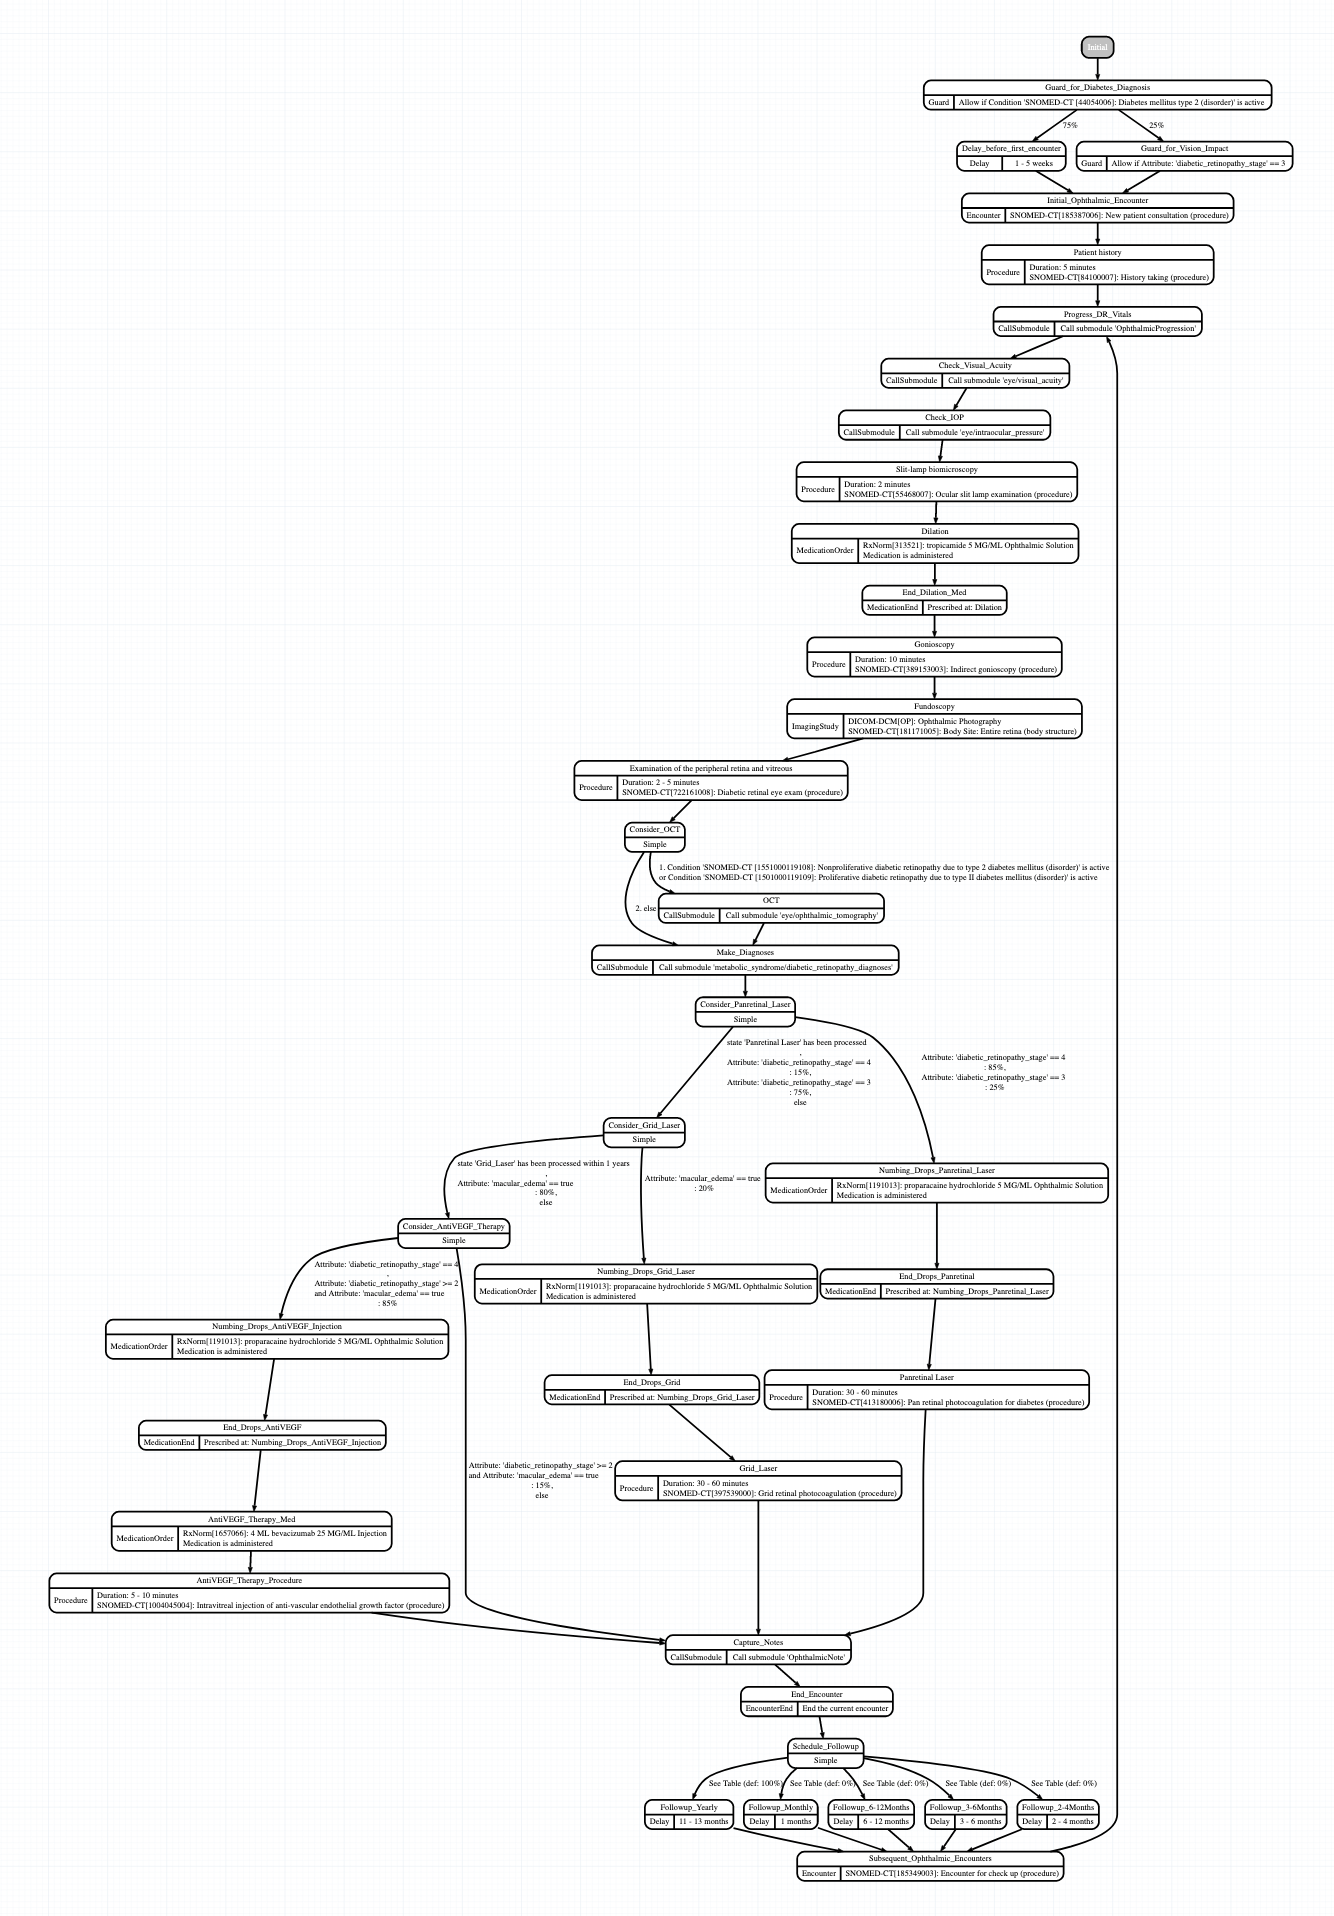 Initial
Guard_for_Diabetes_Diagnosis
Guard
Allow if Condition 'SNOMED-CT [44054006]: Diabetes mellitus type 2 (disorder)' is active
75%
25%
Delay_before_first_encounter
Delay
1 - 5 weeks
Guard_for_Vision_Impact
Guard
Allow if Attribute: 'diabetic_retinopathy_stage' == 3
Initial_Ophthalmic_Encounter
Encounter
SNOMED-CT[185387006]: New patient consultation (procedure)
Patient history
Procedure
Duration: 5 minutes
SNOMED-CT[84100007]: History taking (procedure)
Progress_DR_Vitals
CallSubmodule
Call submodule 'OphthalmicProgression'
Check_Visual_Acuity
CallSubmodule
Call submodule 'eye/visual_acuity'
Check_IOP
CallSubmodule
Call submodule 'eye/intraocular_pressure'
Slit-lamp biomicroscopy
Procedure
Duration: 2 minutes
SNOMED-CT[55468007]: Ocular slit lamp examination (procedure)
Dilation
MedicationOrder
RxNorm[313521]: tropicamide 5 MG/ML Ophthalmic Solution
Medication is administered
End_Dilation_Med
MedicationEnd
Prescribed at: Dilation
Gonioscopy
Procedure
Duration: 10 minutes
SNOMED-CT[389153003]: Indirect gonioscopy (procedure)
Fundoscopy
ImagingStudy
DICOM-DCM[OP]: Ophthalmic Photography
SNOMED-CT[181171005]: Body Site: Entire retina (body structure)
Examination of the peripheral retina and vitreous
Procedure
Duration: 2 - 5 minutes
SNOMED-CT[722161008]: Diabetic retinal eye exam (procedure)
Consider_OCT
Simple
1. Condition 'SNOMED-CT [1551000119108]: Nonproliferative diabetic retinopathy due to type 2 diabetes mellitus (disorder)' is active
or Condition 'SNOMED-CT [1501000119109]: Proliferative diabetic retinopathy due to type II diabetes mellitus (disorder)' is active
2. else
OCT
CallSubmodule
Call submodule 'eye/ophthalmic_tomography'
Make_Diagnoses
CallSubmodule
Call submodule 'metabolic_syndrome/diabetic_retinopathy_diagnoses'
Consider_Panretinal_Laser
Simple
state 'Panretinal Laser' has been processed
,
Attribute: 'diabetic_retinopathy_stage' == 4
: 15%,
Attribute: 'diabetic_retinopathy_stage' == 3
: 75%,
else
Attribute: 'diabetic_retinopathy_stage' == 4
: 85%,
Attribute: 'diabetic_retinopathy_stage' == 3
: 25%
Consider_Grid_Laser
Simple
state 'Grid_Laser' has been processed within 1 years
,
Attribute: 'macular_edema' == true
: 80%,
else
Attribute: 'macular_edema' == true
: 20%
Numbing_Drops_Panretinal_Laser
MedicationOrder
RxNorm[1191013]: proparacaine hydrochloride 5 MG/ML Ophthalmic Solution
Medication is administered
Consider_AntiVEGF_Therapy
Simple
Attribute: 'diabetic_retinopathy_stage' == 4
,
Attribute: 'diabetic_retinopathy_stage' >= 2
and Attribute: 'macular_edema' == true
: 85%
Numbing_Drops_Grid_Laser
MedicationOrder
RxNorm[1191013]: proparacaine hydrochloride 5 MG/ML Ophthalmic Solution
Medication is administered
End_Drops_Panretinal
MedicationEnd
Prescribed at: Numbing_Drops_Panretinal_Laser
Numbing_Drops_AntiVEGF_Injection
MedicationOrder
RxNorm[1191013]: proparacaine hydrochloride 5 MG/ML Ophthalmic Solution
Medication is administered
End_Drops_Grid
MedicationEnd
Prescribed at: Numbing_Drops_Grid_Laser
Panretinal Laser
Procedure
Duration: 30 - 60 minutes
SNOMED-CT[413180006]: Pan retinal photocoagulation for diabetes (procedure)
End_Drops_AntiVEGF
MedicationEnd
Prescribed at: Numbing_Drops_AntiVEGF_Injection
Attribute: 'diabetic_retinopathy_stage' >= 2
and Attribute: 'macular_edema' == true
: 15%,
else
Grid_Laser
Procedure
Duration: 30 - 60 minutes
SNOMED-CT[397539000]: Grid retinal photocoagulation (procedure)
AntiVEGF_Therapy_Med
MedicationOrder
RxNorm[1657066]: 4 ML bevacizumab 25 MG/ML Injection
Medication is administered
AntiVEGF_Therapy_Procedure
Procedure
Duration: 5 - 10 minutes
SNOMED-CT[1004045004]: Intravitreal injection of anti-vascular endothelial growth factor (procedure)
Capture_Notes
CallSubmodule
Call submodule 'OphthalmicNote'
End_Encounter
EncounterEnd
End the current encounter
Schedule_Followup
Simple
See Table (def: 100%)
See Table (def: 0%)
See Table (def: 0%)
See Table (def: 0%)
See Table (def: 0%)
Followup_Yearly
Delay
11 - 13 months
Followup_Monthly
Delay
1 months
Followup_6-12Months
Delay
6 - 12 months
Followup_3-6Months
Delay
3 - 6 months
Followup_2-4Months
Delay
2 - 4 months
Subsequent_Ophthalmic_Encounters
Encounter
SNOMED-CT[185349003]: Encounter for check up (procedure)